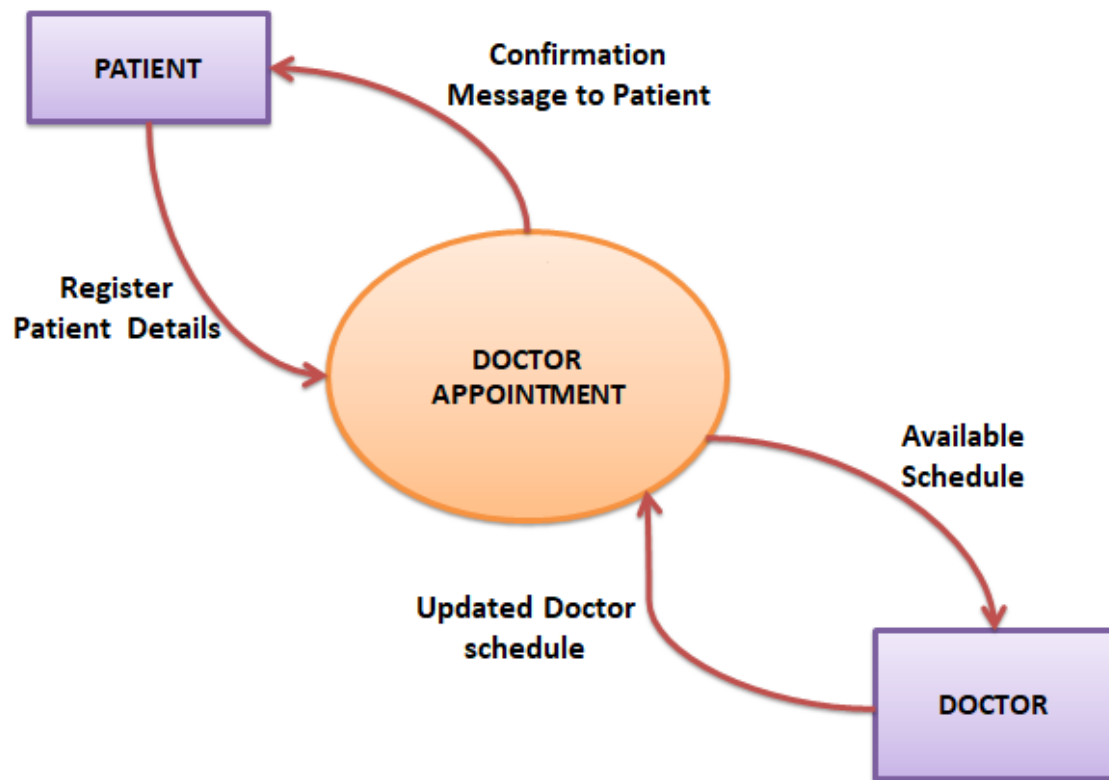 PATIENT
Confirmation
Message to Patient
Register
Patient Details
DOCTOR
APPOINTMENT
Available
Schedule
Updated Doctor
schedule
DOCTOR